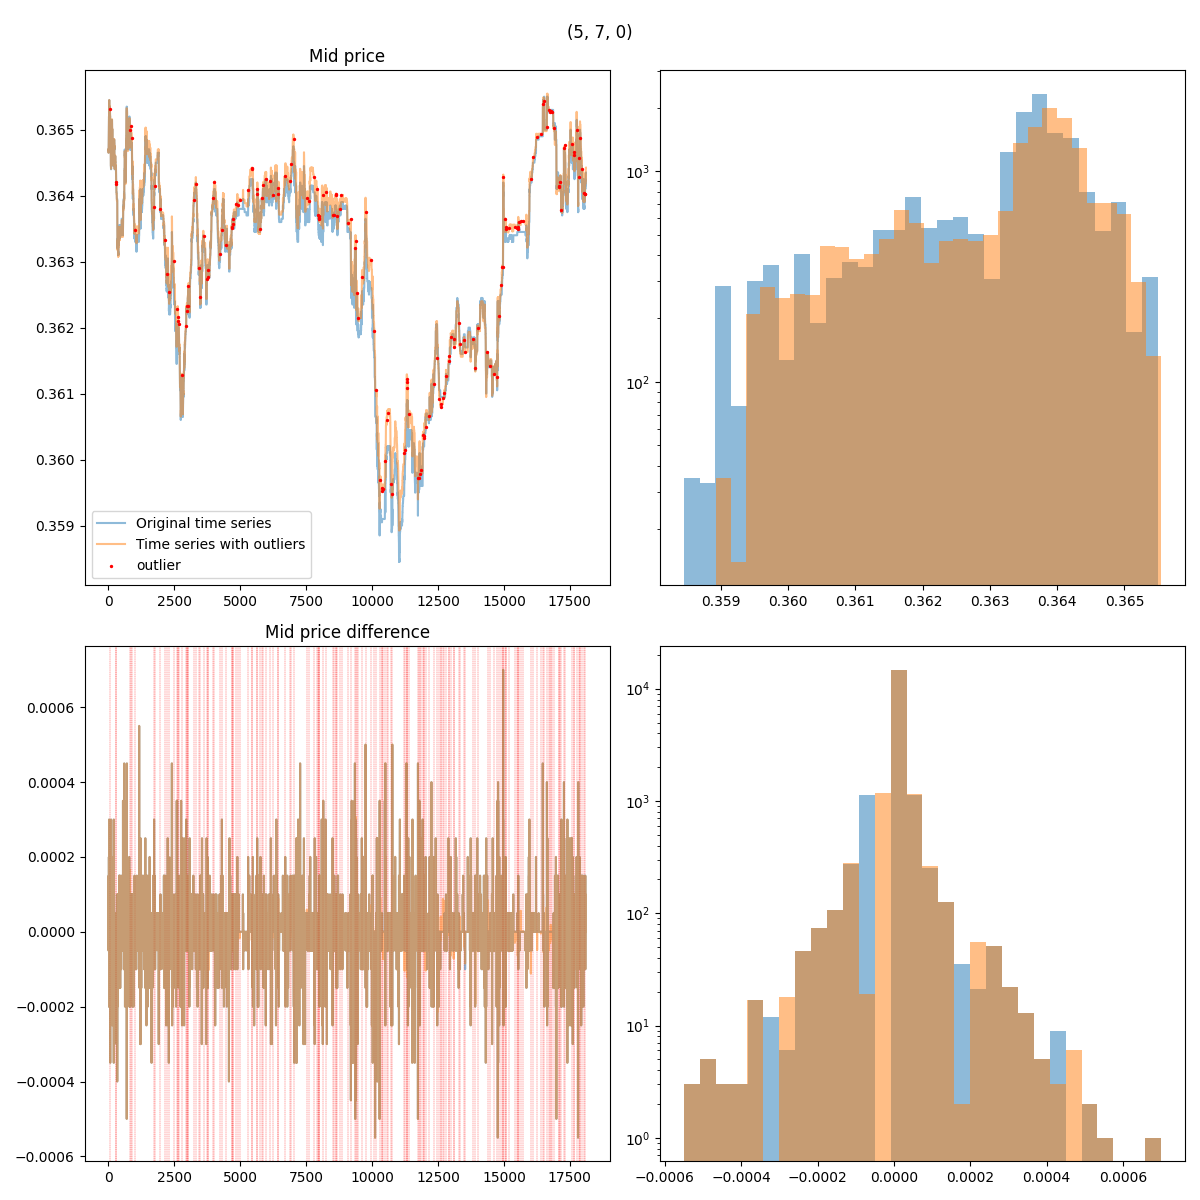 (5, 7, 0)
Mid price
0.365
0.364
0.363
0.362
0.361
0.360
0.359
Original time series
Time series with outliers
outlier
0 2500 5000 7500 10000 12500 15000 17500
10³
10²
0.359 0.360 0.361 0.362 0.363 0.364 0.365
Mid price difference
0.0006
0.0004
0.0002
0.0000
−0.0002
−0.0004
−0.0006
0 2500 5000 7500 10000 12500 15000 17500
10⁴
10³
10²
10¹
10⁰
−0.0006 −0.0004 −0.0002 0.0000 0.0002 0.0004 0.0006